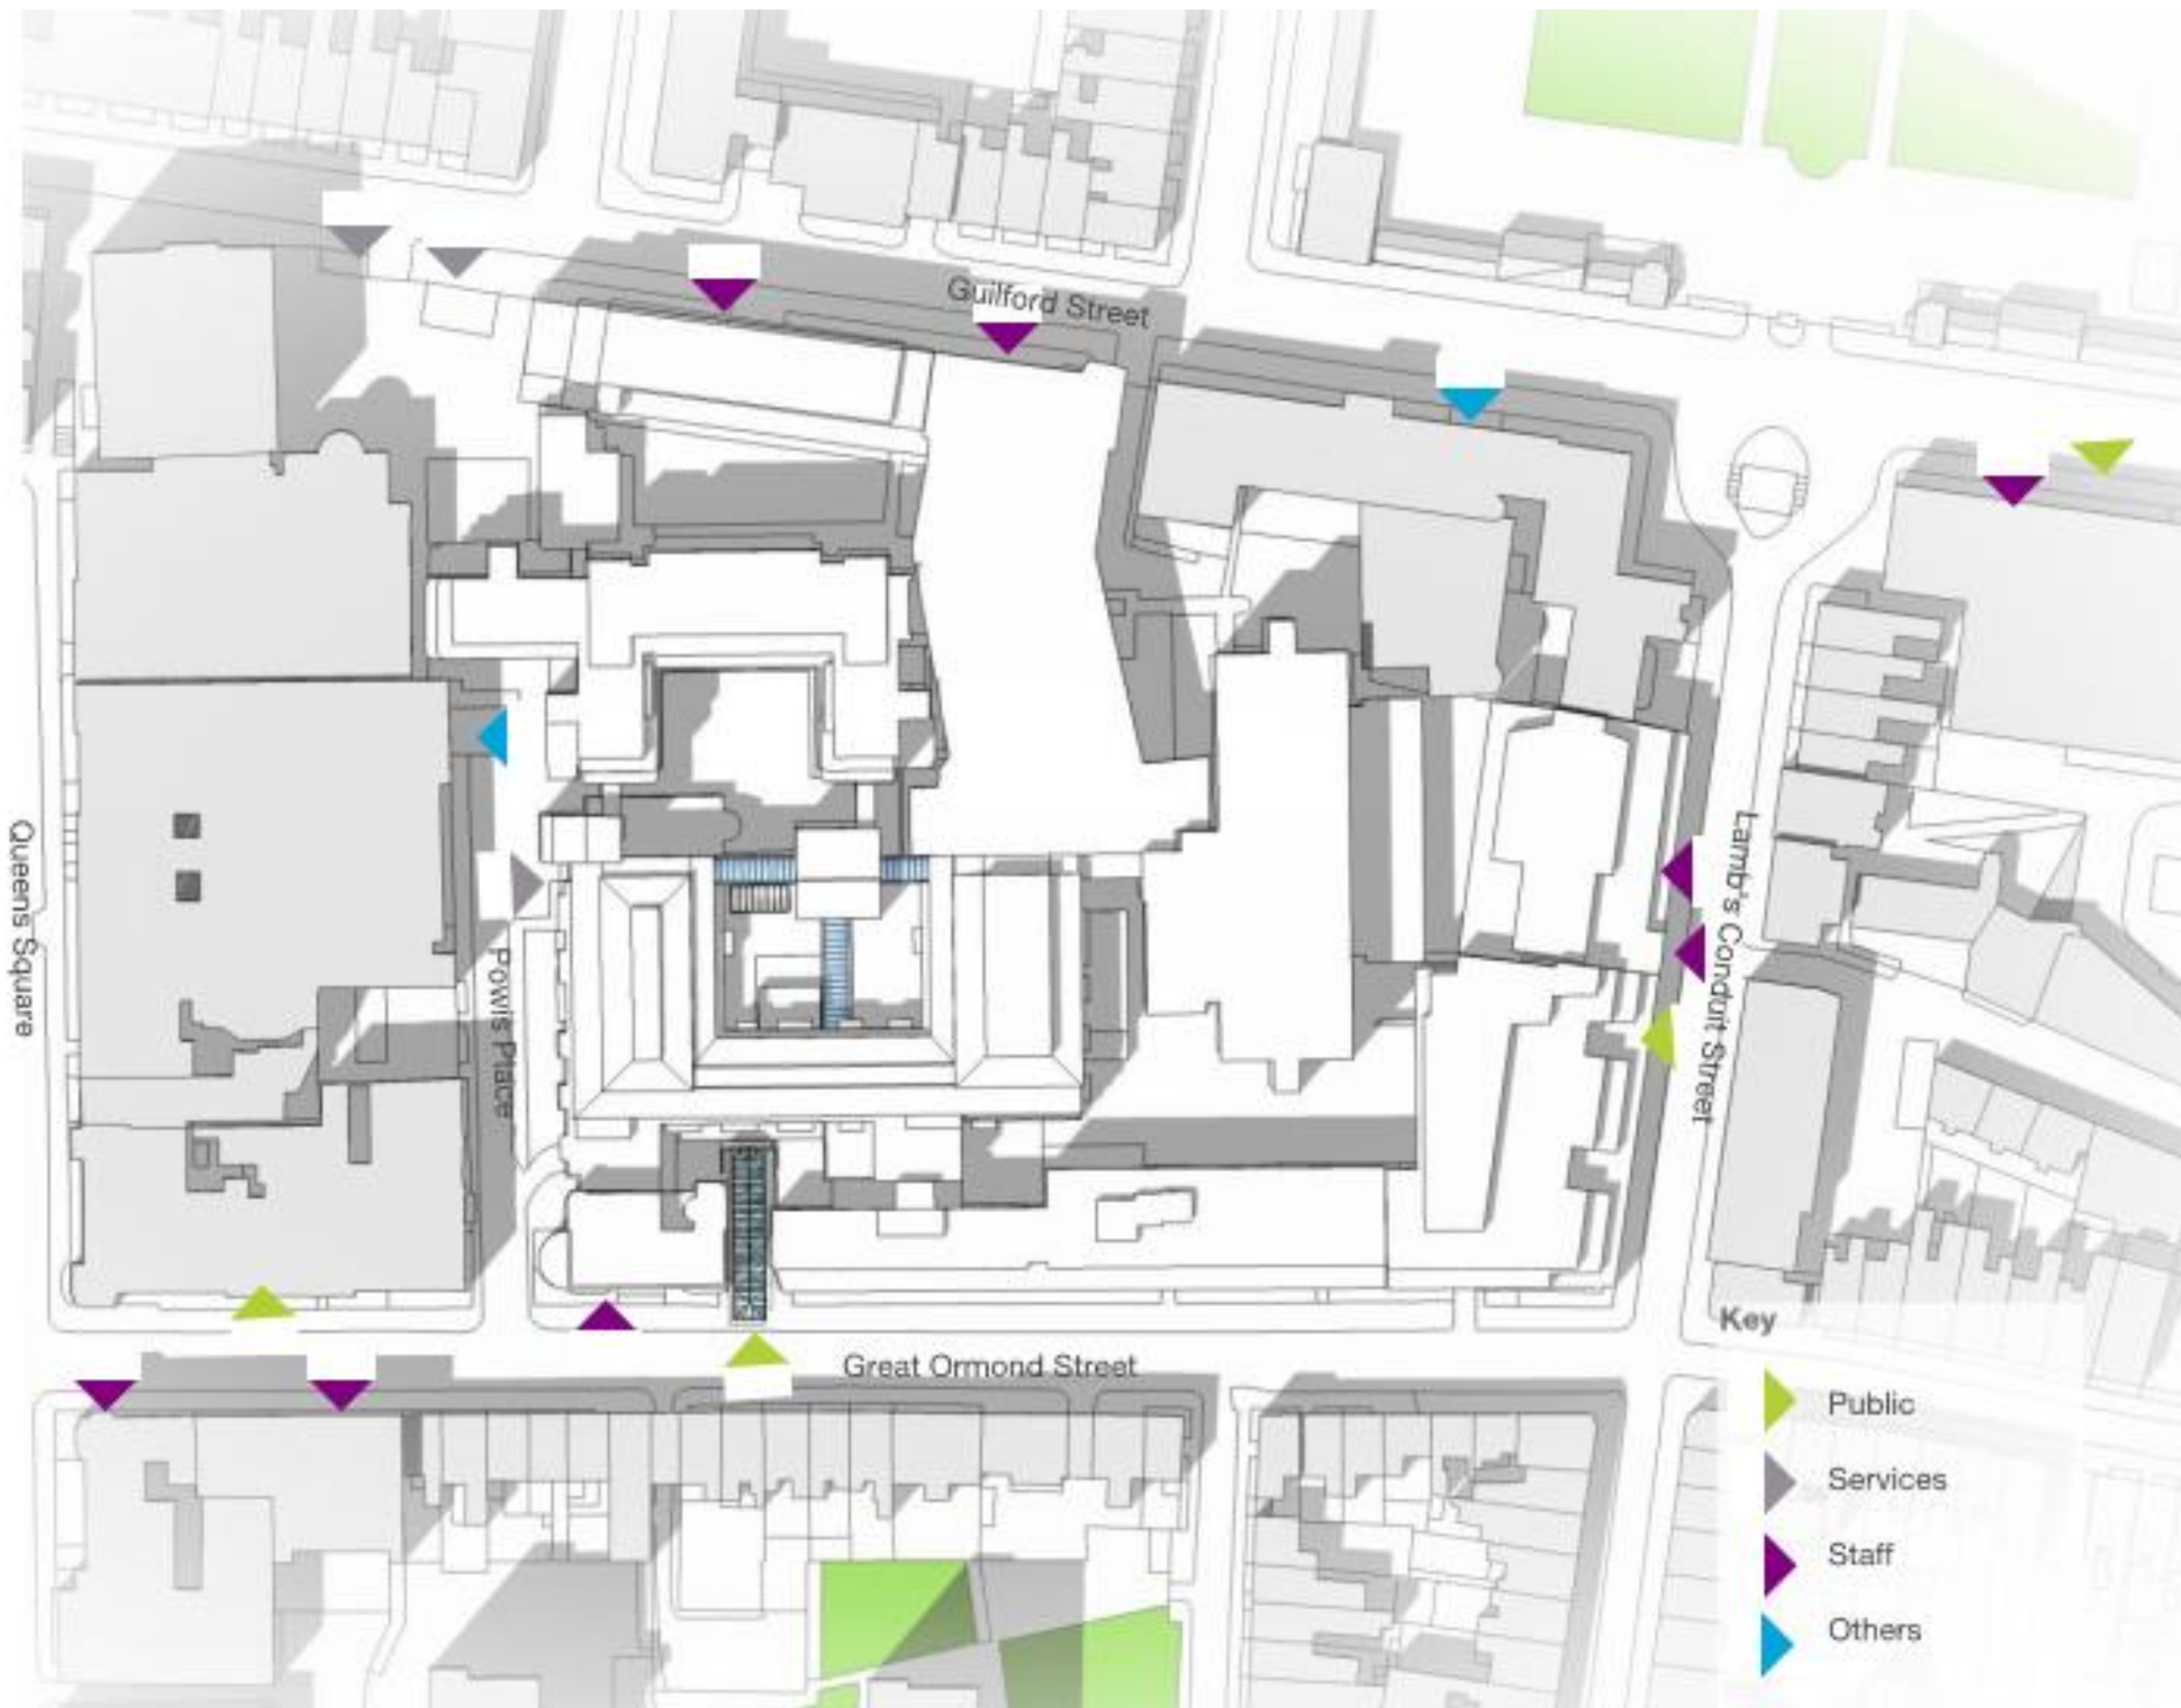 Guilford Street
Queens Square
Powis Place
Lamb's Conduit Street
Great Ormond Street
Key
Public
Services
Staff
Others